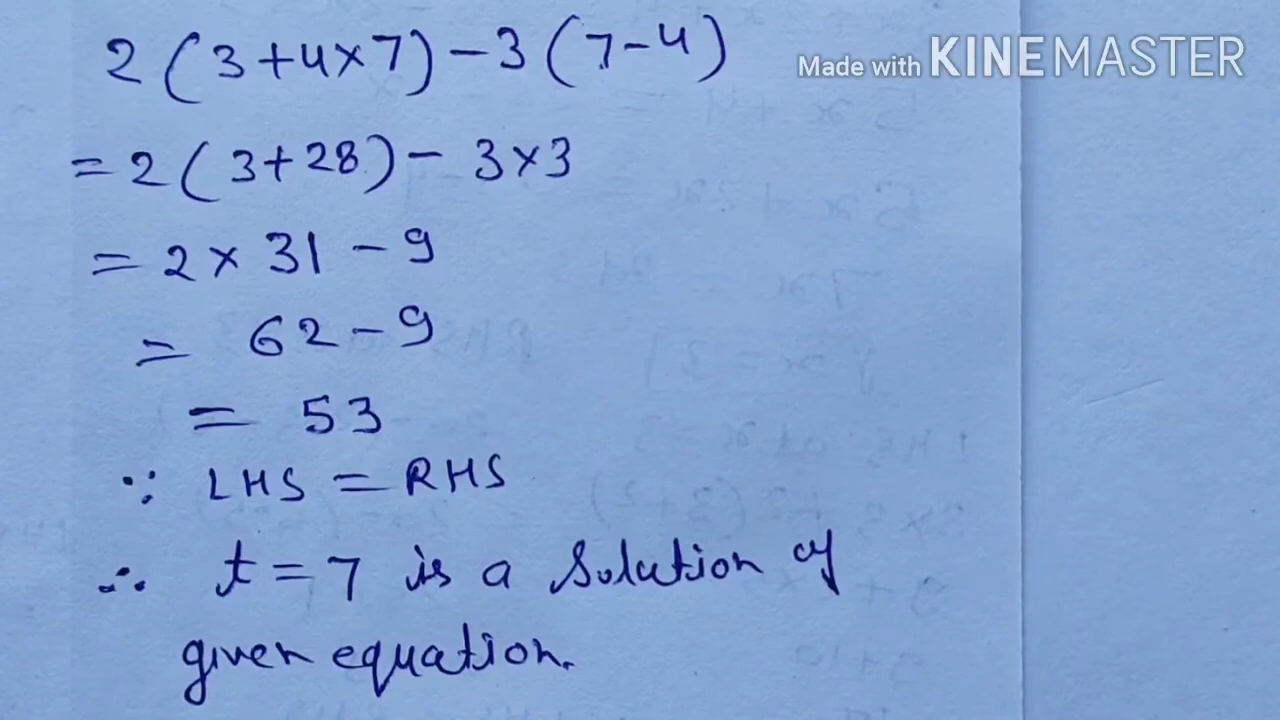 2(3+4×7)-3(7-4)
Made with KINEMASTER
=2(3+28)- 3×3
= 2× 31 - 9
= 62-9
= 53
∵ LHS = RHS
∴ t=7 is a solution of
given equation.